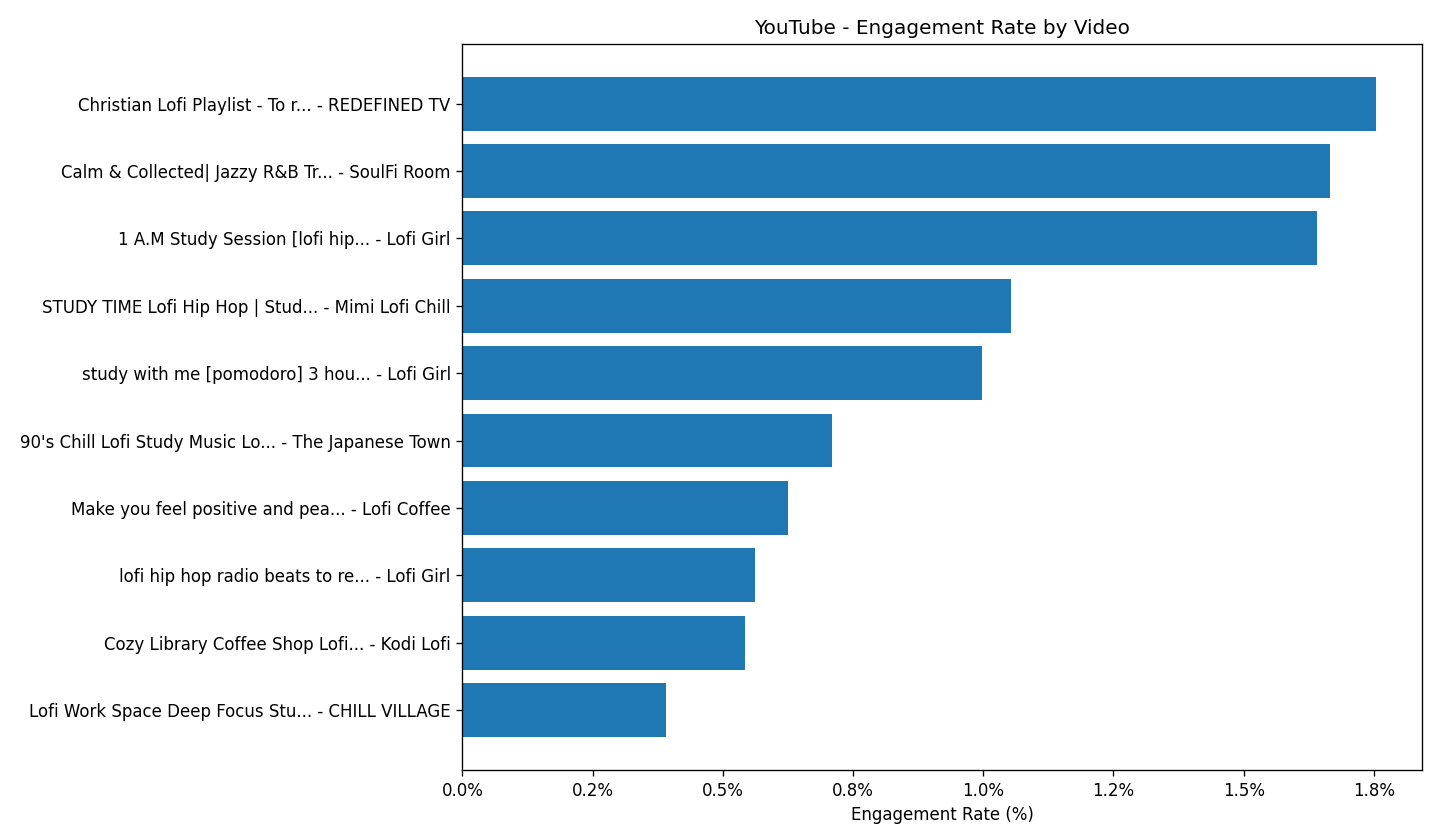 YouTube - Engagement Rate by Video
Christian Lofi Playlist - To r... - REDEFINED TV
Calm & Collected| Jazzy R&B Tr... - SoulFi Room
1 A.M Study Session [lofi hip... - Lofi Girl
STUDY TIME Lofi Hip Hop | Stud... - Mimi Lofi Chill
study with me [pomodoro] 3 hou... - Lofi Girl
90's Chill Lofi Study Music Lo... - The Japanese Town
Make you feel positive and pea... - Lofi Coffee
lofi hip hop radio beats to re... - Lofi Girl
Cozy Library Coffee Shop Lofi... - Kodi Lofi
Lofi Work Space Deep Focus Stu... - CHILL VILLAGE
0.0% 0.2% 0.5% 0.8% 1.0% 1.2% 1.5% 1.8%
Engagement Rate (%)